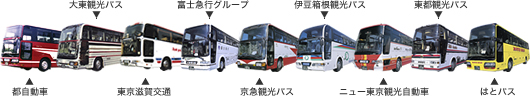 大東観光バス
富士急行グループ
伊豆箱根観光バス
東都観光バス
都自動車
東京滋賀交通
京急観光バス
ニュー東京観光自動車
はとバス